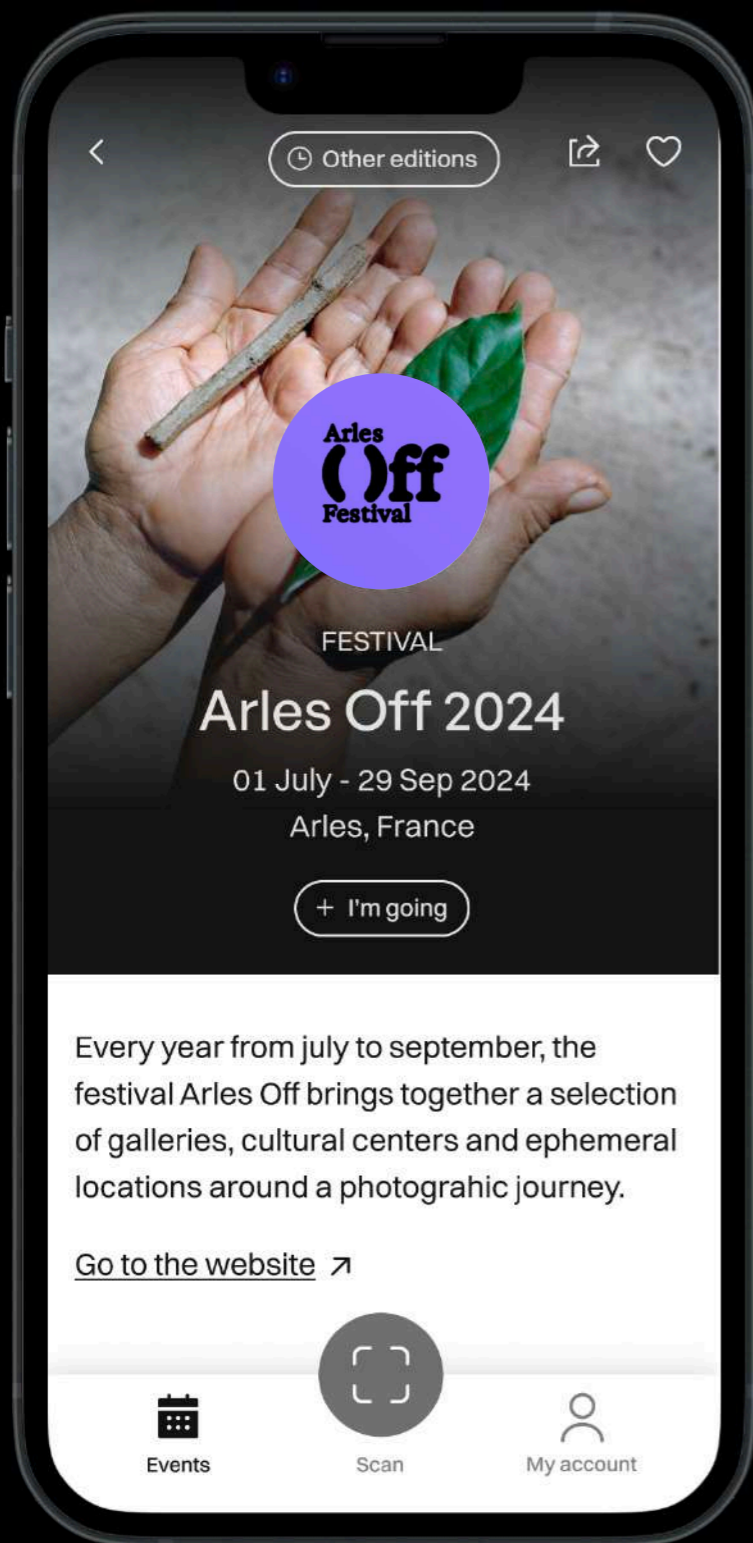 Other editions
Arles
Off
Festival
FESTIVAL
Arles Off 2024
01 July - 29 Sep 2024
Arles, France
+ I'm going
Every year from july to september, the
festival Arles Off brings together a selection
of galleries, cultural centers and ephemeral
locations around a photograhic journey.
Go to the website ↗
Events
Scan
My account